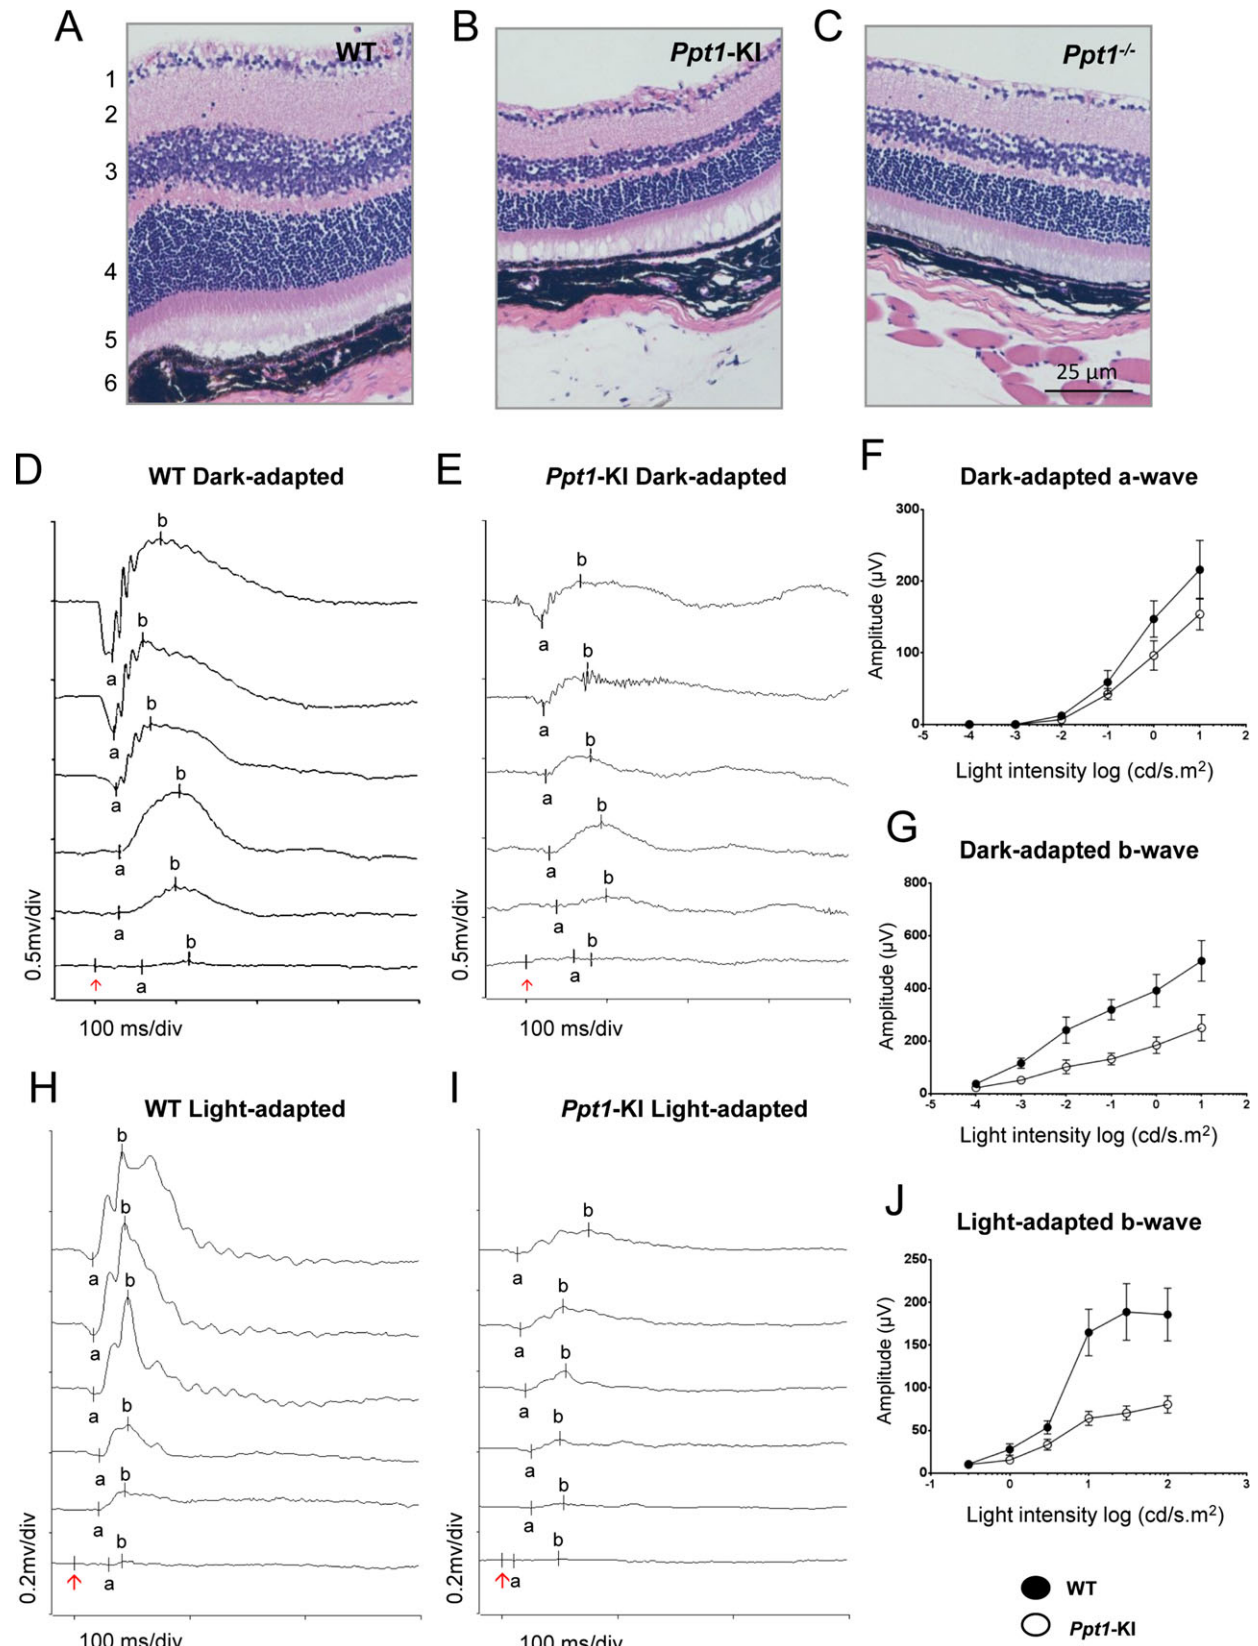 A
WT
B
Ppt1-KI
C
Ppt1-/-
1
2
3
4
5
6
25 µm
D
WT Dark-adapted
b
a
b
a
b
a
b
a
b
a
b
a
0.5mv/div
100 ms/div
E
Ppt1-KI Dark-adapted
b
a
b
a
b
a
b
a
b
a
b
a
0.5mv/div
100 ms/div
F
Dark-adapted a-wave
300
200
100
0
Amplitude (µV)
-5 -4 -3 -2 -1 0 1 2
Light intensity log (cd/s.m²)
G
Dark-adapted b-wave
800
600
400
200
0
Amplitude (µV)
-5 -4 -3 -2 -1 0 1 2
Light intensity log (cd/s.m²)
H
WT Light-adapted
b
a
b
a
b
a
b
a
b
a
b
a
0.2mv/div
100 ms/div
I
Ppt1-KI Light-adapted
b
a
b
a
b
a
b
a
b
a
b
a
0.2mv/div
100 ms/div
J
Light-adapted b-wave
250
200
150
100
50
0
Amplitude (µV)
-1 0 1 2 3
Light intensity log (cd/s.m²)
WT
Ppt1-KI